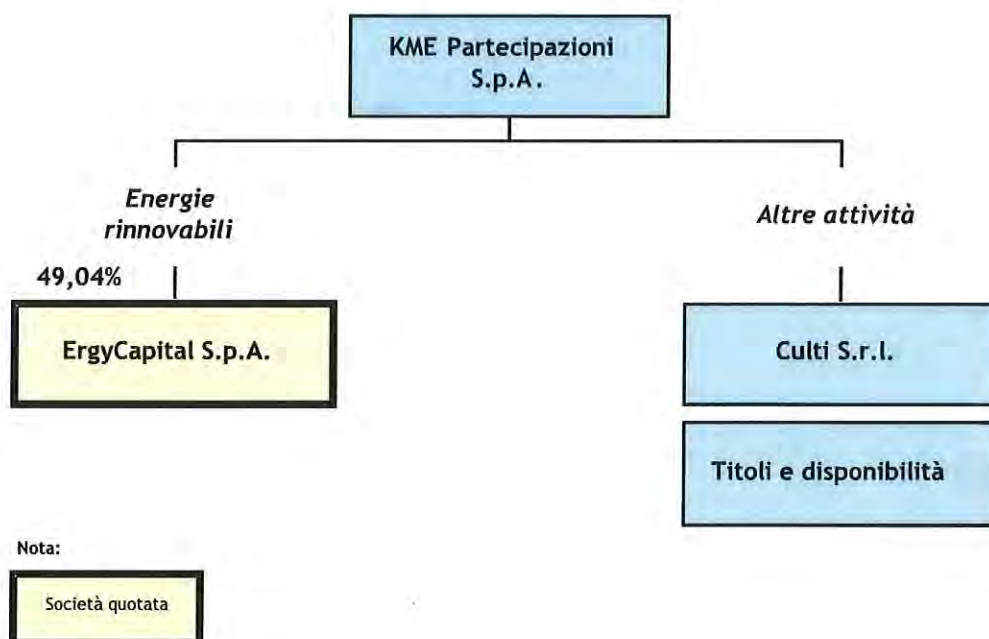 KME Partecipazioni
S.p.A.
Energie
rinnovabili
Altre attività
49,04%
ErgyCapital S.p.A.
Culti S.r.l.
Titoli e disponibilità
Nota:
Società quotata